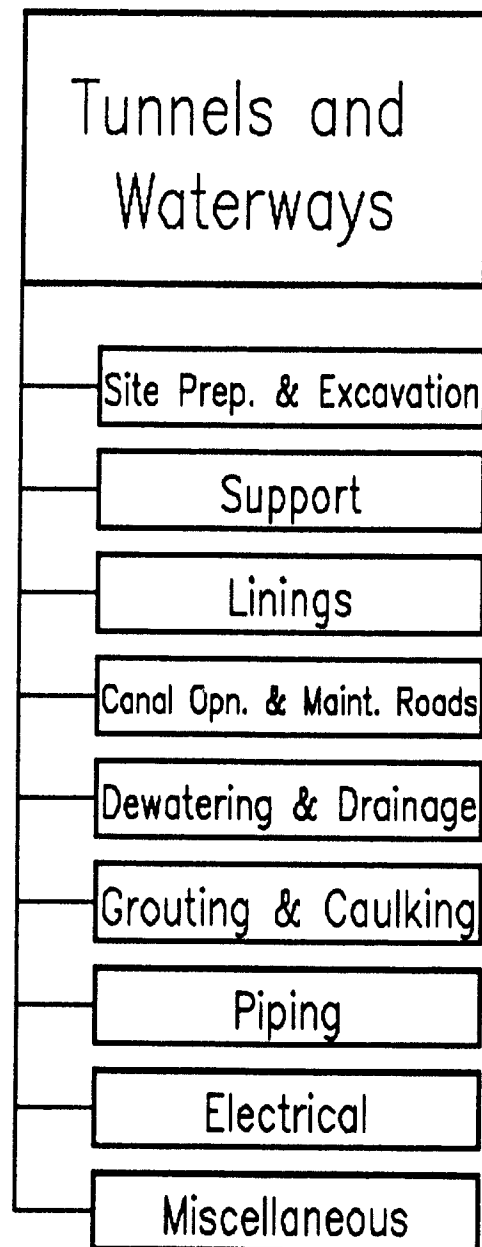 Tunnels and
Waterways
Site Prep. & Excavation
Support
Linings
Canal Opn. & Maint. Roads
Dewatering & Drainage
Grouting & Caulking
Piping
Electrical
Miscellaneous